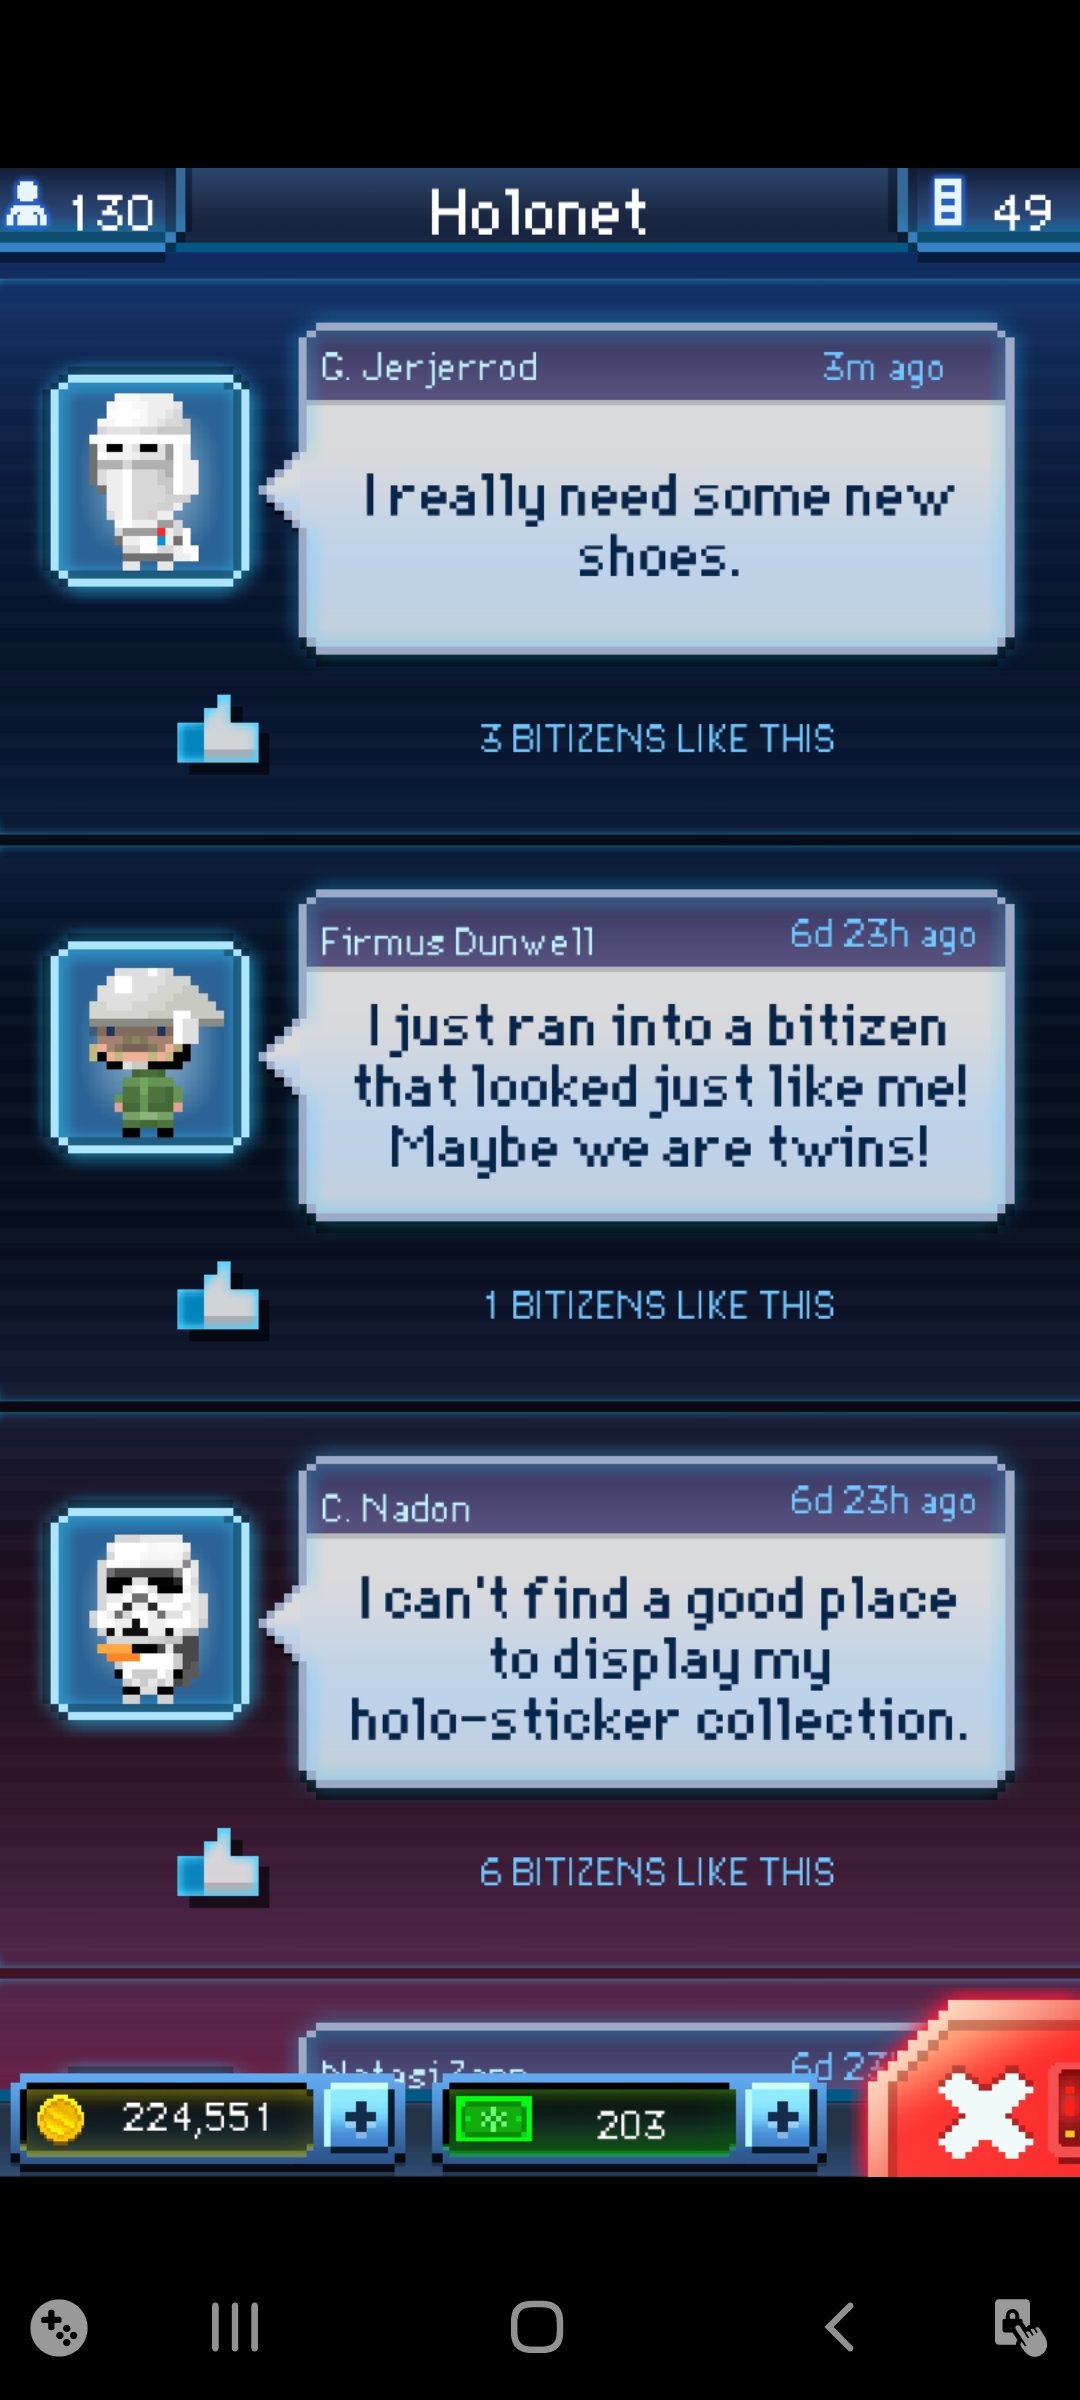 130
Holonet
49
G. Jerjerrod
3m ago
I really need some new
shoes.
3 BITIZENS LIKE THIS
Firmus Dunwell
6d 23h ago
I just ran into a bitizen
that looked just like me!
Maybe we are twins!
1 BITIZENS LIKE THIS
C. Nadon
6d 23h ago
I can't find a good place
to display my
holo-sticker collection.
6 BITIZENS LIKE THIS
6d
224,551
203